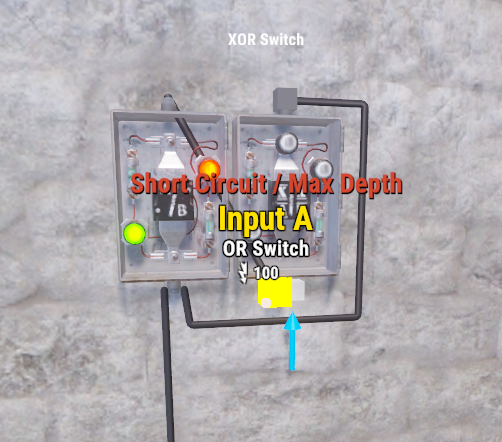 XOR Switch
Short Circuit / Max Depth
Input A
OR Switch
100
B